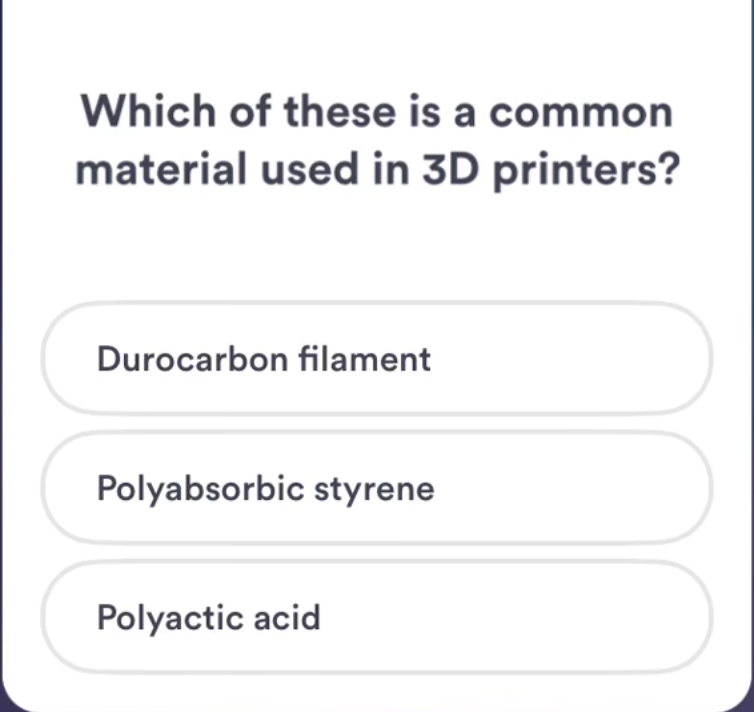 Which of these is a common
material used in 3D printers?
Durocarbon filament
Polyabsorbic styrene
Polyactic acid